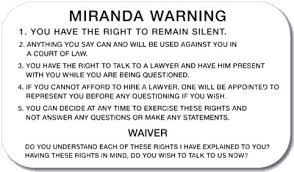 MIRANDA WARNING
1. YOU HAVE THE RIGHT TO REMAIN SILENT.
2. ANYTHING YOU SAY CAN AND WILL BE USED AGAINST YOU IN
A COURT OF LAW.
3. YOU HAVE THE RIGHT TO TALK TO A LAWYER AND HAVE HIM PRESENT
WITH YOU WHILE YOU ARE BEING QUESTIONED.
4. IF YOU CANNOT AFFORD TO HIRE A LAWYER, ONE WILL BE APPOINTED TO
REPRESENT YOU BEFORE ANY QUESTIONING IF YOU WISH.
5. YOU CAN DECIDE AT ANY TIME TO EXERCISE THESE RIGHTS AND
NOT ANSWER ANY QUESTIONS OR MAKE ANY STATEMENTS.
WAIVER
DO YOU UNDERSTAND EACH OF THESE RIGHTS I HAVE EXPLAINED TO YOU?
HAVING THESE RIGHTS IN MIND, DO YOU WISH TO TALK TO US NOW?